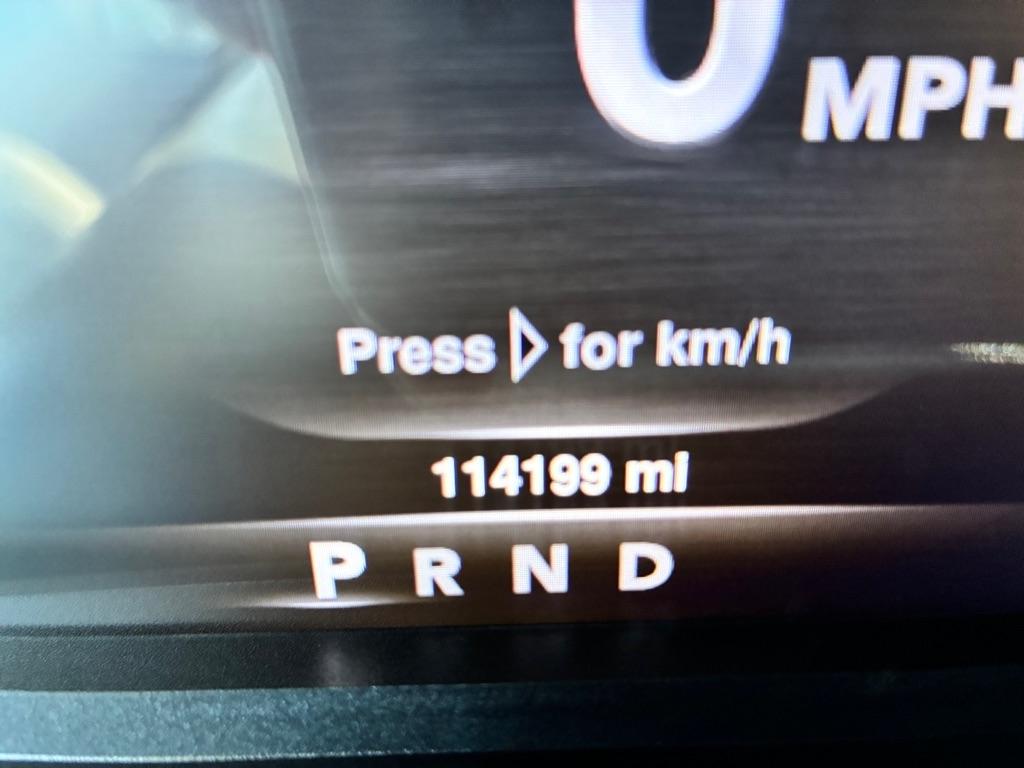 0 MPH
Press ▷ for km/h
114199 mi
P R N D